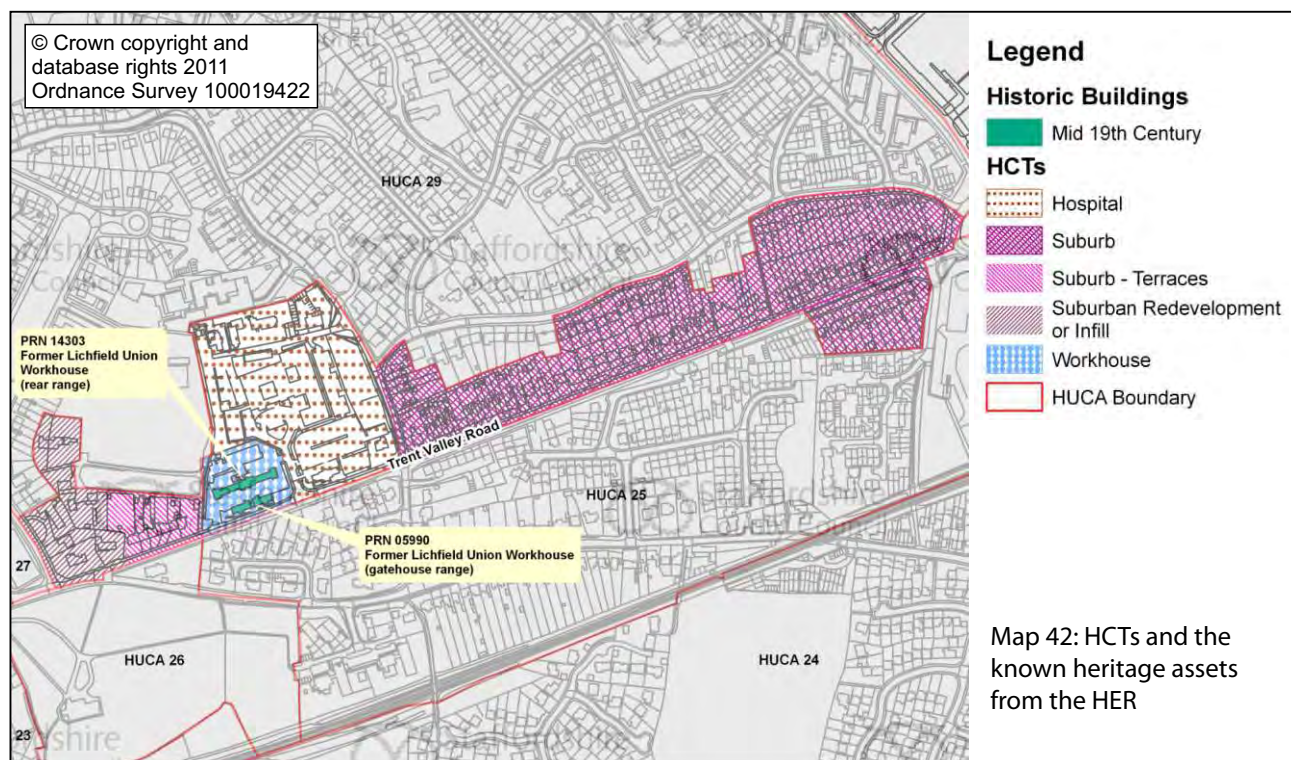 © Crown copyright and
database rights 2011
Ordnance Survey 100019422
HUCA 29
PRN 14303
Former Lichfield Union
Workhouse
(rear range)
Trent Valley Road
HUCA 25
PRN 05990
Former Lichfield Union Workhouse
(gatehouse range)
27
HUCA 26
HUCA 24
23
Legend
Historic Buildings
Mid 19th Century
HCTs
Hospital
Suburb
Suburb - Terraces
Suburban Redevelopment
or Infill
Workhouse
HUCA Boundary
Map 42: HCTs and the
known heritage assets
from the HER